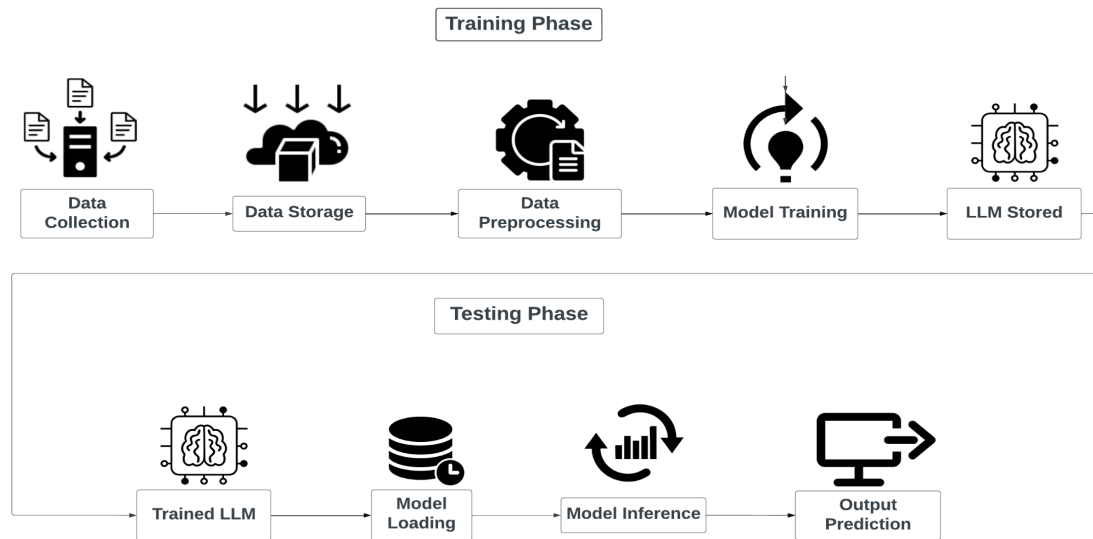 Training Phase
Data
Collection
Data Storage
Data
Preprocessing
Model Training
LLM Stored
Testing Phase
Trained LLM
Model
Loading
Model Inference
Output
Prediction